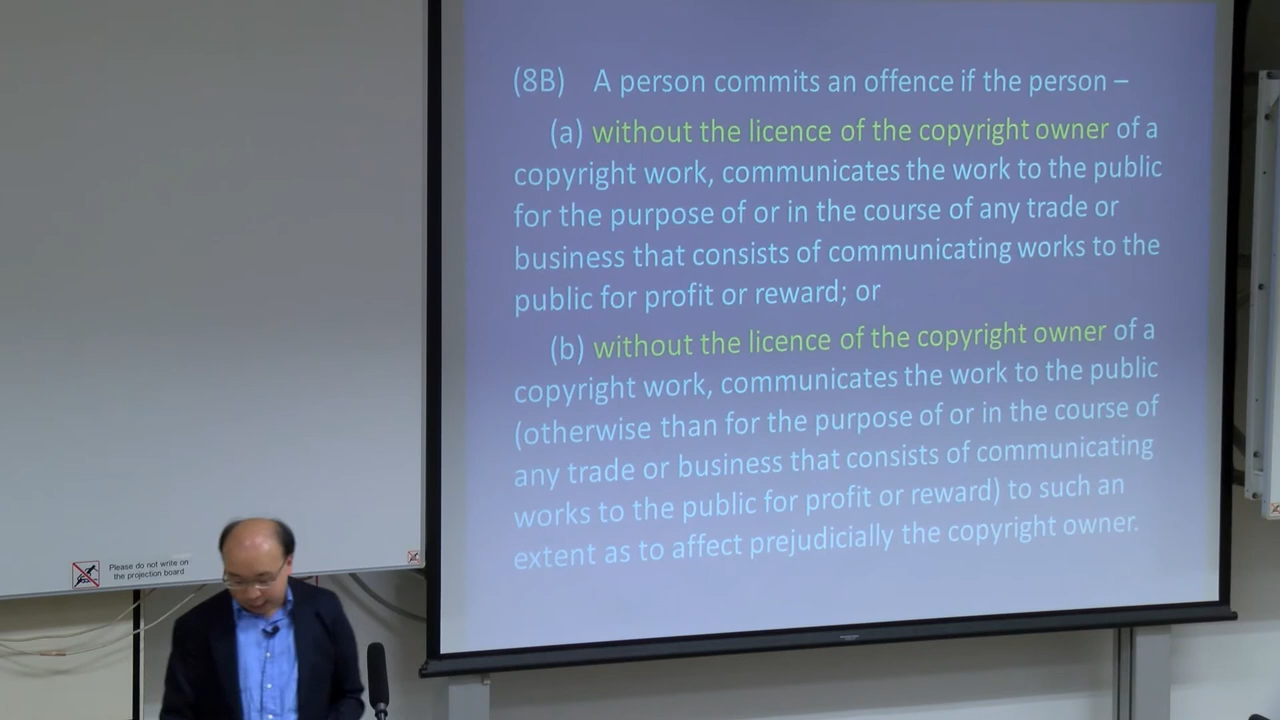 (8B) A person commits an offence if the person –
(a) without the licence of the copyright owner of a
copyright work, communicates the work to the public
for the purpose of or in the course of any trade or
business that consists of communicating works to the
public for profit or reward; or
(b) without the licence of the copyright owner of a
copyright work, communicates the work to the public
(otherwise than for the purpose of or in the course of
any trade or business that consists of communicating
works to the public for profit or reward) to such an
extent as to affect prejudicially the copyright owner.
Please do not write on
the projection board